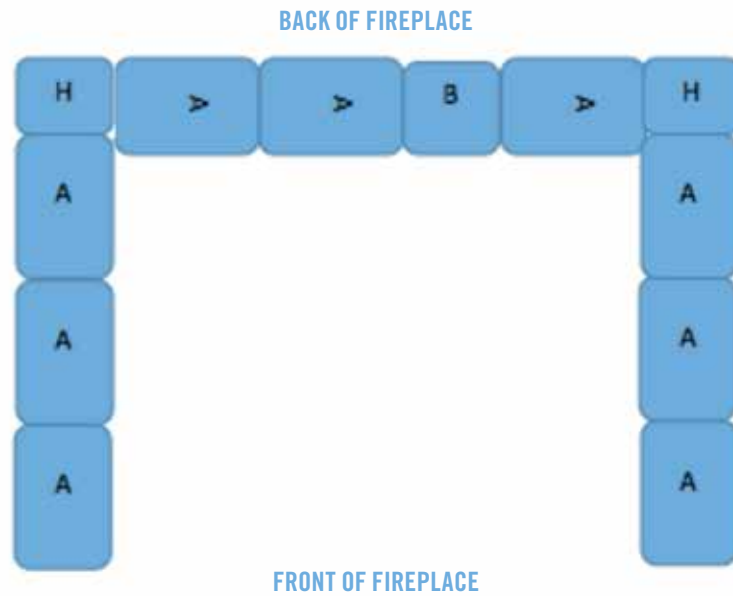 BACK OF FIREPLACE
H A A B A H
A A
A A
A A
FRONT OF FIREPLACE